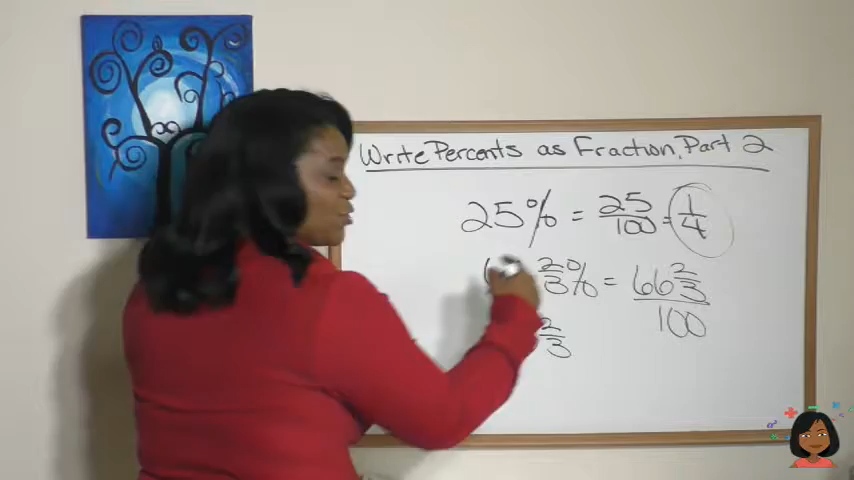 Write Percents as Fraction, Part 2
25% = 25/100 = 1/4
2/3% = 66 2/3/100
2/3